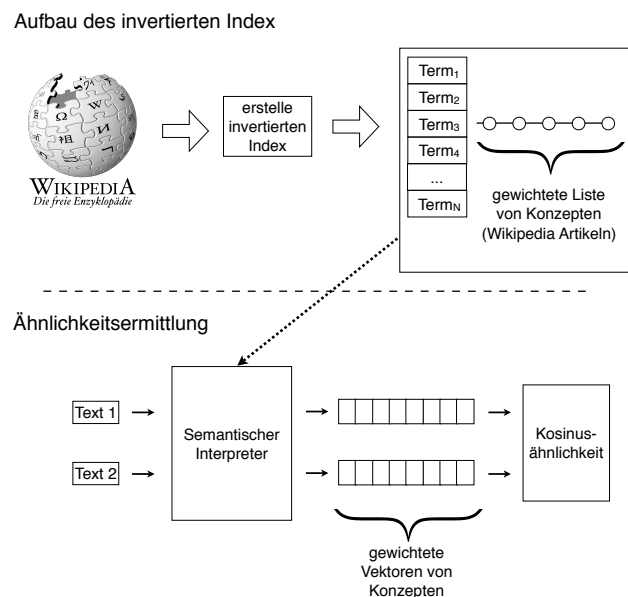 Aufbau des invertierten Index
Ω
W
И
祖
WIKIPEDIA
Die freie Enzyklopädie
erstelle
invertierten
Index
Term1
Term2
Term3
Term4
...
TermN
gewichtete Liste
von Konzepten
(Wikipedia Artikeln)
Ähnlichkeitsermittlung
Text 1
Text 2
Semantischer
Interpreter
Kosinus-
ähnlichkeit
gewichtete
Vektoren von
Konzepten